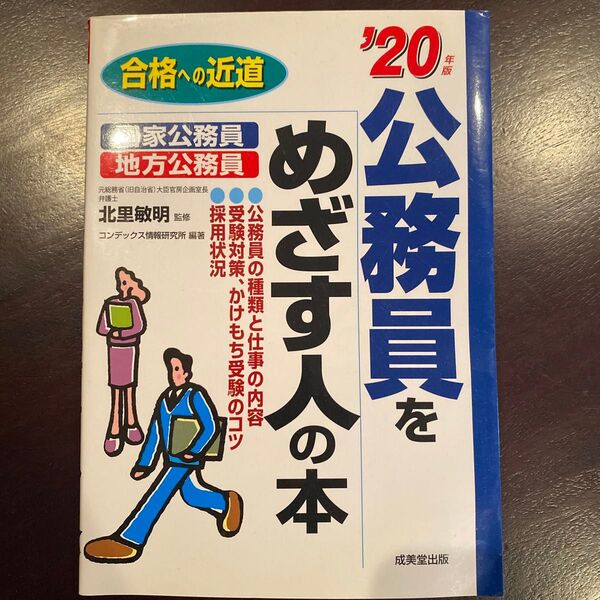 '20年版
合格への近道
公務員を
めざす人の本
国家公務員
地方公務員
元総務省(旧自治省)大臣官房企画室長
弁護士
北里敏明 監修
コンデックス情報研究所 編著
●公務員の種類と仕事の内容
●受験対策、かけもち受験のコツ
●採用状況
成美堂出版